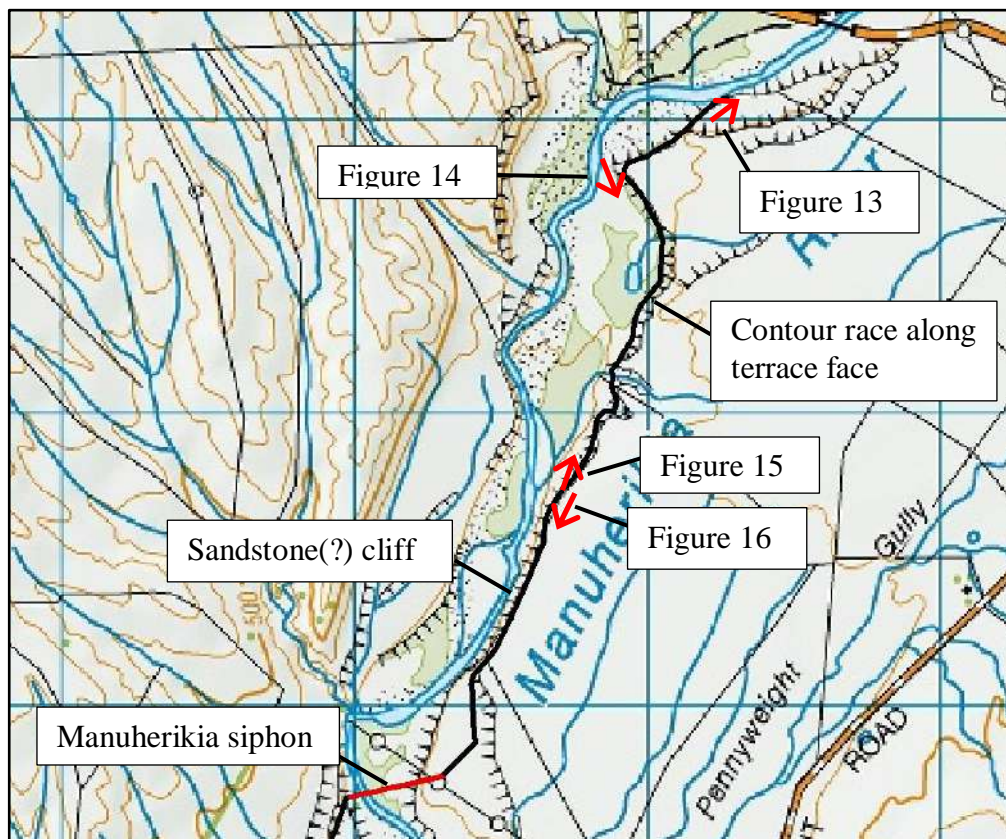 Figure 14
Figure 13
River
Contour race along
terrace face
Figure 15
Figure 16
Sandstone(?) cliff
Manuherikia
Gully
Pennyweight
ROAD
500
Manuherikia siphon